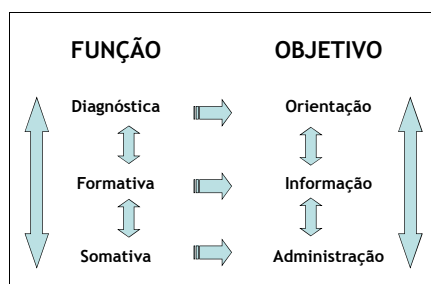 FUNÇÃO OBJETIVO
Diagnóstica Orientação
Formativa Informação
Somativa Administração